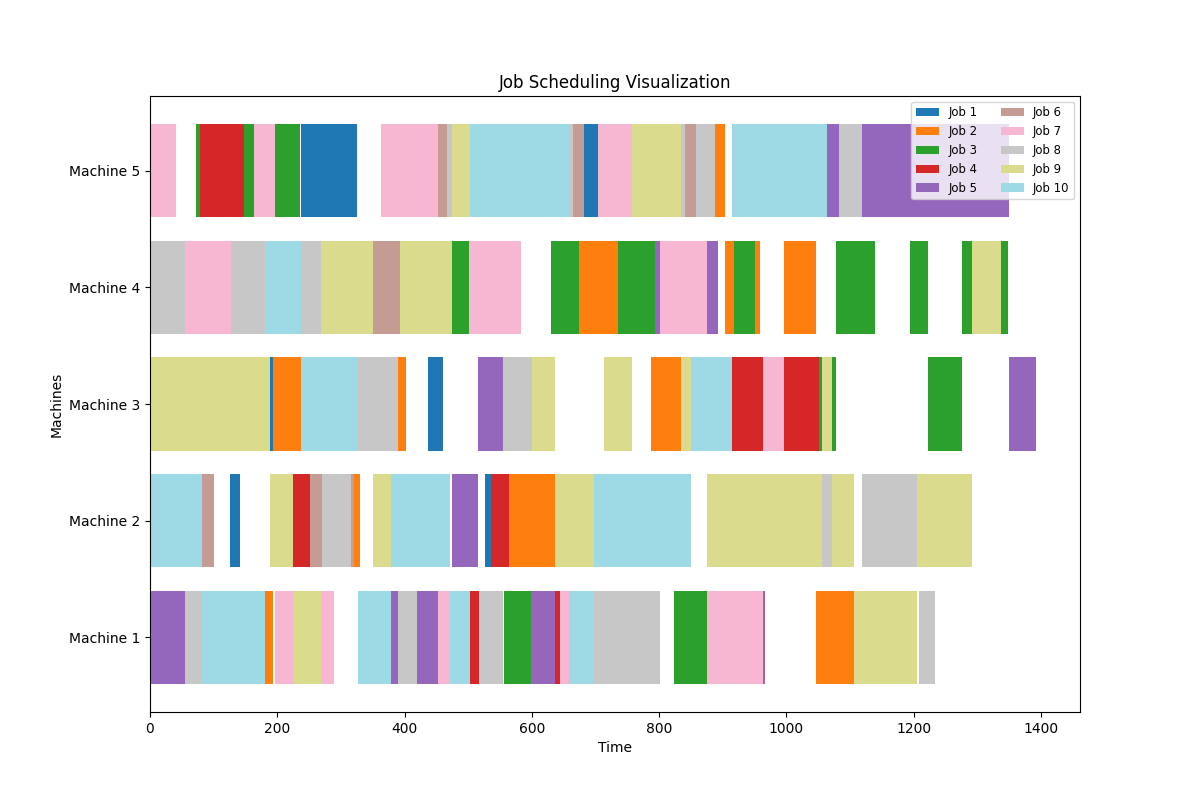 Job Scheduling Visualization
Job 1
Job 2
Job 3
Job 4
Job 5
Job 6
Job 7
Job 8
Job 9
Job 10
Machine 5
Machine 4
Machine 3
Machine 2
Machine 1
Machines
0 200 400 600 800 1000 1200 1400
Time